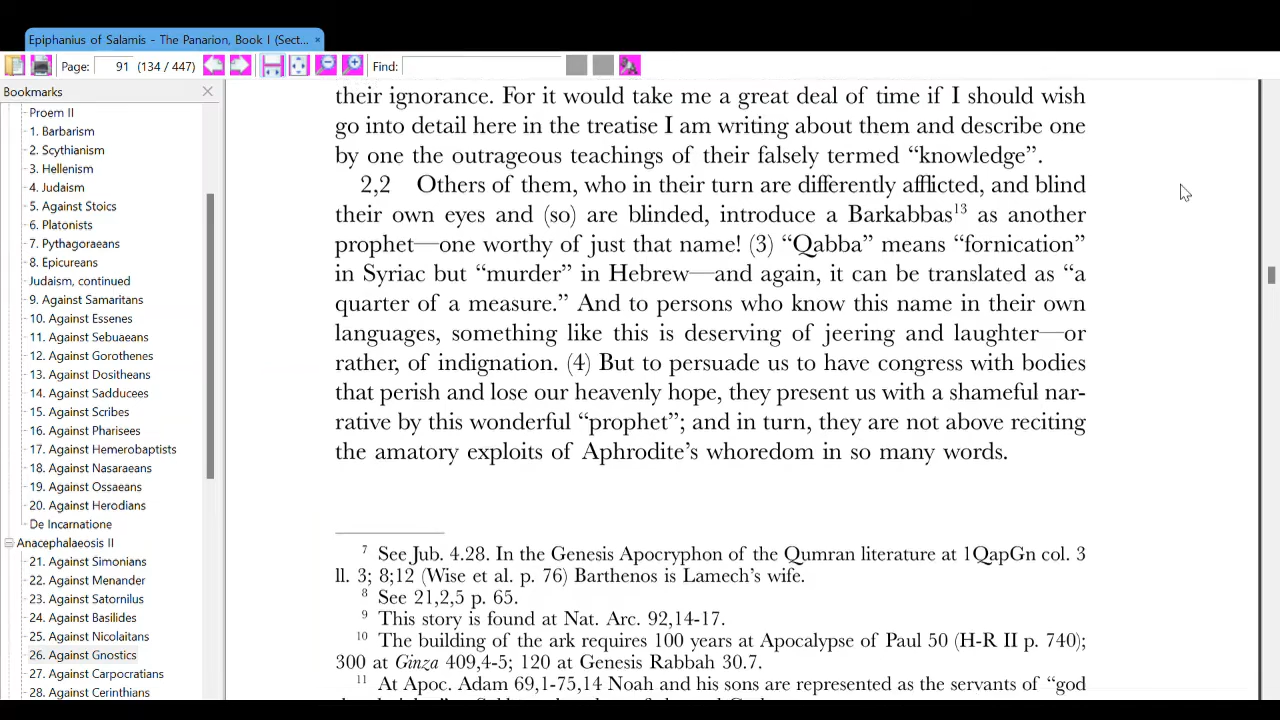 Epiphanius of Salamis - The Panarion, Book I (Sect... ×
Page: 91 (134 / 447) Find:
Bookmarks
Proem II
1. Barbarism
2. Scythianism
3. Hellenism
4. Judaism
5. Against Stoics
6. Platonists
7. Pythagoraeans
8. Epicureans
Judaism, continued
9. Against Samaritans
10. Against Essenes
11. Against Sebuaeans
12. Against Gorothenes
13. Against Dositheans
14. Against Sadducees
15. Against Scribes
16. Against Pharisees
17. Against Hemerobaptists
18. Against Nasaraeans
19. Against Ossaeans
20. Against Herodians
De Incarnatione
Anacephalaeosis II
21. Against Simonians
22. Against Menander
23. Against Satornilus
24. Against Basilides
25. Against Nicolaitans
26. Against Gnostics
27. Against Carpocratians
28. Against Cerinthians
their ignorance. For it would take me a great deal of time if I should wish
go into detail here in the treatise I am writing about them and describe one
by one the outrageous teachings of their falsely termed “knowledge”.
2,2 Others of them, who in their turn are differently afflicted, and blind
their own eyes and (so) are blinded, introduce a Barkabbas13 as another
prophet—one worthy of just that name! (3) “Qabba” means “fornication”
in Syriac but “murder” in Hebrew—and again, it can be translated as “a
quarter of a measure.” And to persons who know this name in their own
languages, something like this is deserving of jeering and laughter—or
rather, of indignation. (4) But to persuade us to have congress with bodies
that perish and lose our heavenly hope, they present us with a shameful nar-
rative by this wonderful “prophet”; and in turn, they are not above reciting
the amatory exploits of Aphrodite’s whoredom in so many words.
7 See Jub. 4.28. In the Genesis Apocryphon of the Qumran literature at 1QapGn col. 3
ll. 3; 8;12 (Wise et al. p. 76) Barthenos is Lamech’s wife.
8 See 21,2,5 p. 65.
9 This story is found at Nat. Arc. 92,14-17.
10 The building of the ark requires 100 years at Apocalypse of Paul 50 (H-R II p. 740);
300 at Ginza 409,4-5; 120 at Genesis Rabbah 30.7.
11 At Apoc. Adam 69,1-75,14 Noah and his sons are represented as the servants of “god